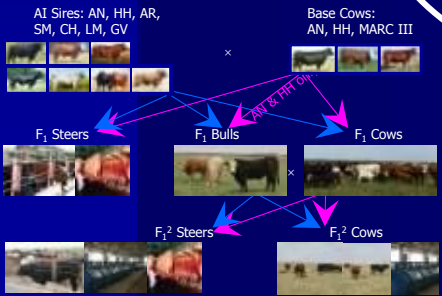 AI Sires: AN, HH, AR,
SM, CH, LM, GV
Base Cows:
AN, HH, MARC III
×
AN & HH on
F₁ Steers
F₁ Bulls
F₁ Cows
×
F₁² Steers
F₁² Cows